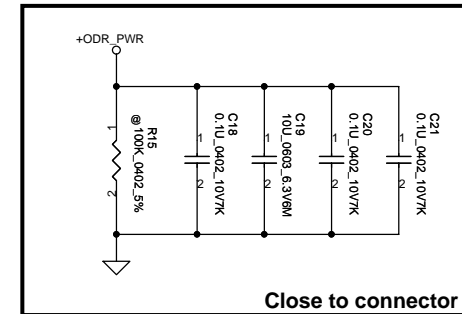 +ODR_PWR
1
2
R15
@ 100K_0402_5%
1
2
C18
0.1U_0402_10V7K
1
2
C19
10U_0603_6.3V6M
1
2
C20
0.1U_0402_10V7K
1
2
C21
0.1U_0402_10V7K
Close to connector